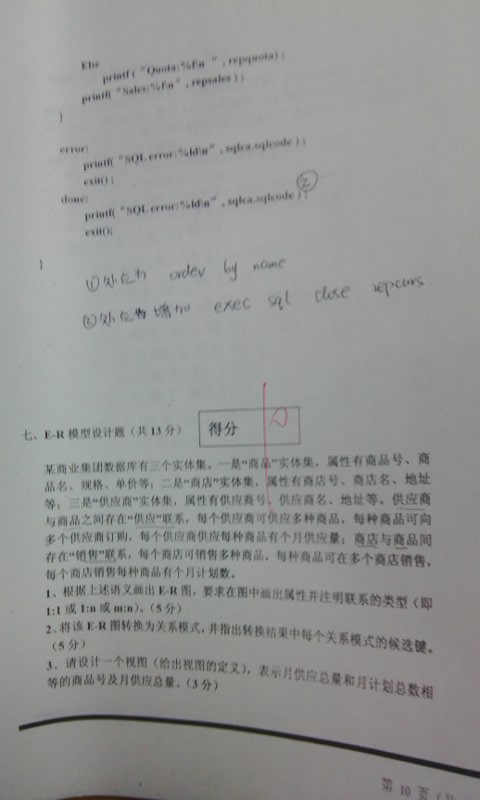 Else
printf( "Quota:%f\n " , repquota) ;
printf( "Sales:%f\n" , repsales ) ;
}
error:
printf( "SQL error:%ld\n" , sqlca.sqlcode ) ;
exit() ;
done: ②
printf( "SQL error:%ld\n" , sqlca.sqlcode ) ;
exit();
}
①处应为 order by name
②处应为增加 exec sql close repcurs
七、E-R 模型设计题（共 13 分） 得分
某商业集团数据库有三个实体集。一是“商品”实体集，属性有商品号、商
品名、规格、单价等；二是“商店”实体集，属性有商店号、商店名、地址
等；三是“供应商”实体集，属性有供应商号、供应商名、地址等。供应商
与商品之间存在“供应”联系，每个供应商可供应多种商品，每种商品可向
多个供应商订购，每个供应商供应每种商品有个月供应量；商店与商品间
存在“销售”联系，每个商店可销售多种商品，每种商品可在多个商店销售，
每个商店销售每种商品有个月计划数。
1、根据上述语义画出 E-R 图，要求在图中画出属性并注明联系的类型（即
1:1 或 1:n 或 m:n）。（5 分）
2、将该 E-R 图转换为关系模式，并指出转换结果中每个关系模式的候选键。
（5 分）
3、请设计一个视图（给出视图的定义），表示月供应总量和月计划总数相
等的商品号及月供应总量。（3 分）
第 10 页